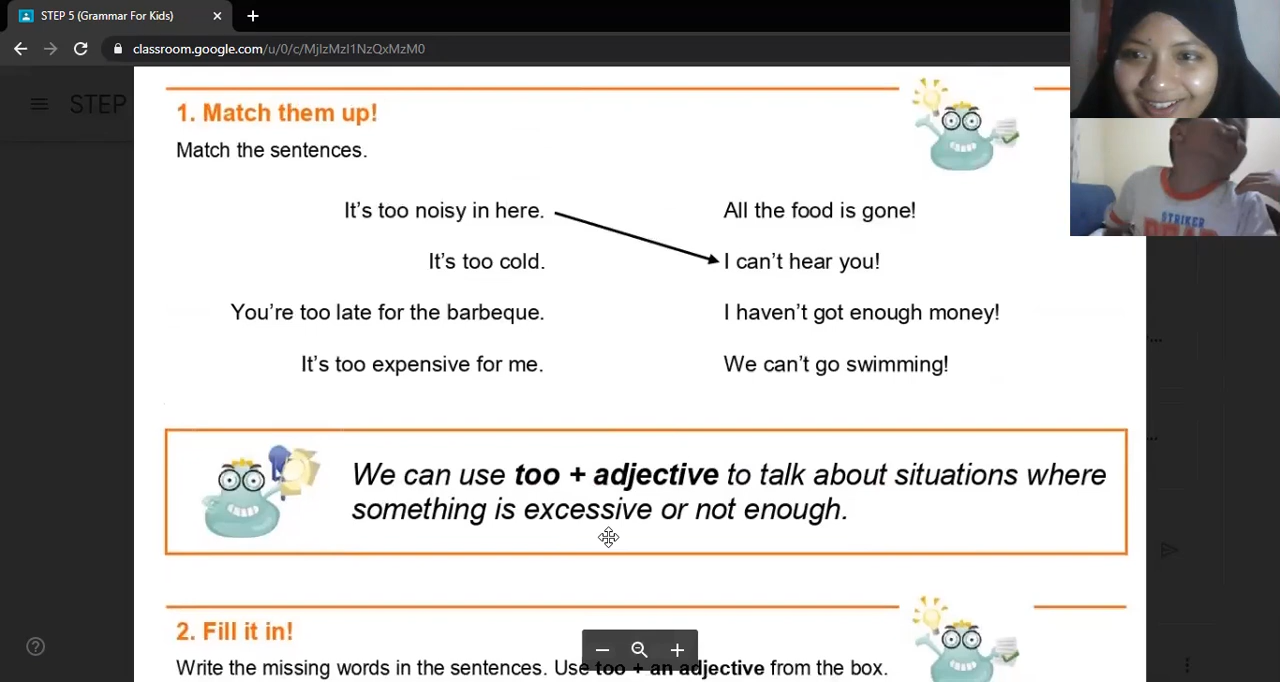 STEP 5 (Grammar For Kids)
classroom.google.com/u/0/c/MjIzMzI1NzQxMzM0
STEP
1. Match them up!
Match the sentences.
It's too noisy in here. All the food is gone!
It's too cold. I can't hear you!
You're too late for the barbeque. I haven't got enough money!
It's too expensive for me. We can't go swimming!
We can use too + adjective to talk about situations where
something is excessive or not enough.
2. Fill it in!
Write the missing words in the sentences. Use too + an adjective from the box.
STRIKER